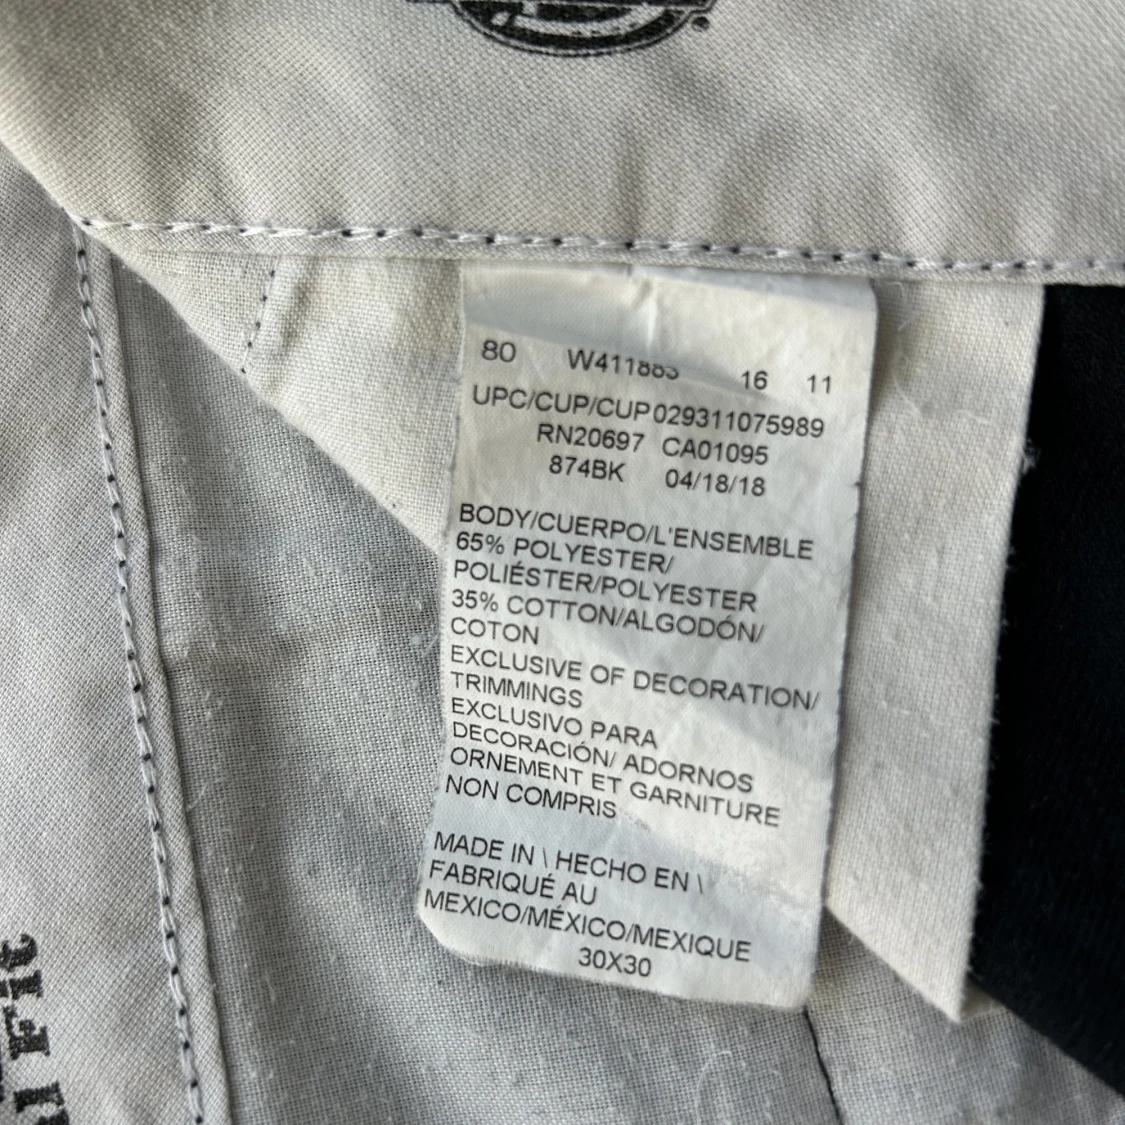 80 W411883 16 11
UPC/CUP/CUP029311075989
RN20697 CA01095
874BK 04/18/18
BODY/CUERPO/L'ENSEMBLE
65% POLYESTER/
POLIÉSTER/POLYESTER
35% COTTON/ALGODÓN/
COTON
EXCLUSIVE OF DECORATION/
TRIMMINGS
EXCLUSIVO PARA
DECORACIÓN/ ADORNOS
ORNEMENT ET GARNITURE
NON COMPRIS
MADE IN \ HECHO EN \
FABRIQUÉ AU
MEXICO/MÉXICO/MEXIQUE
30X30
Fit